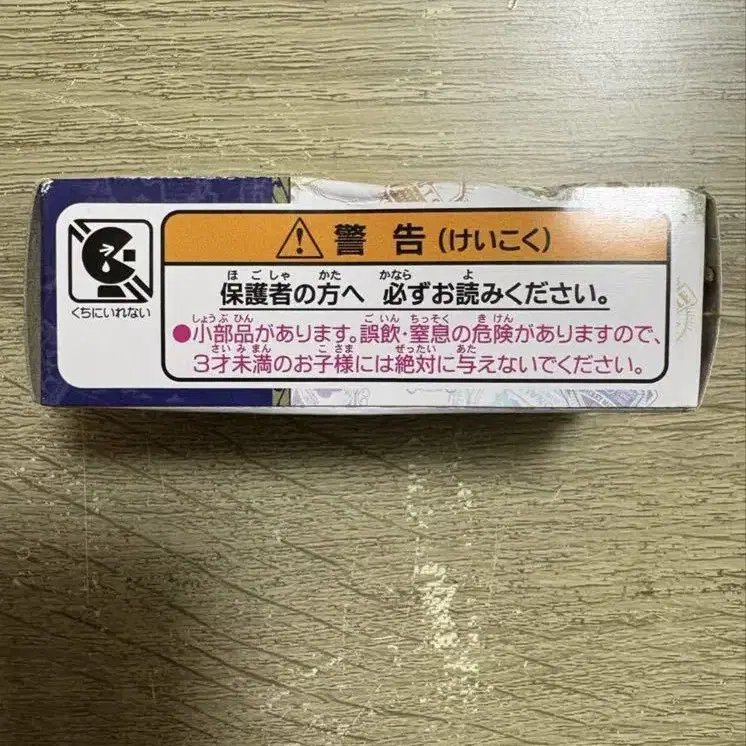 警告(けいこく)
ほごしゃ かた かなら よ
保護者の方へ 必ずお読みください。
しょうぶひん ごいん ちっそく きけん
●小部品があります。誤飲・窒息の危険がありますので、
さいみまん こさま ぜったい あた
3才未満のお子様には絶対に与えないでください。
くちにいれない